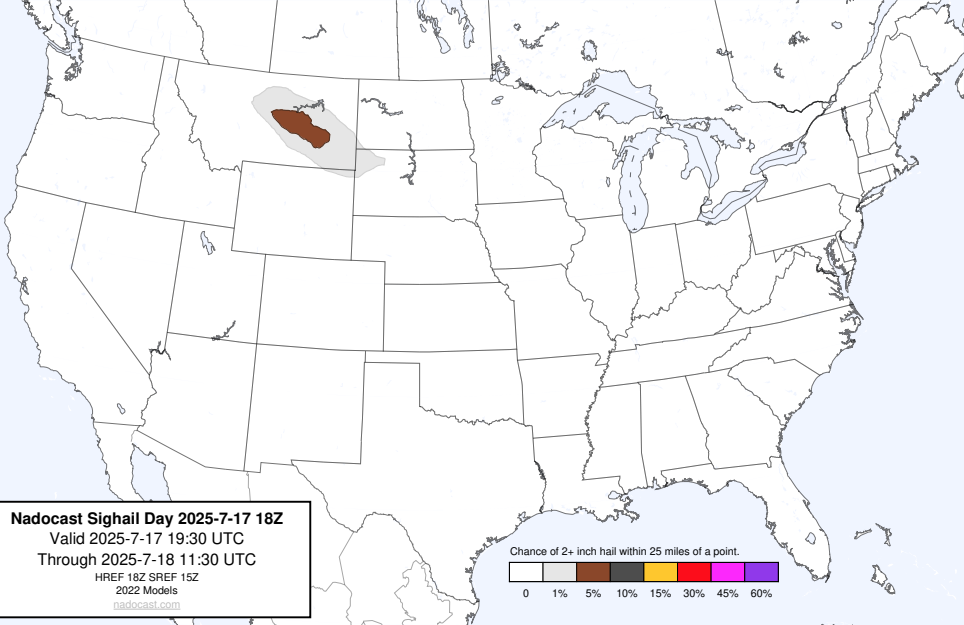 Nadocast Sighail Day 2025-7-17 18Z
Valid 2025-7-17 19:30 UTC
Through 2025-7-18 11:30 UTC
HREF 18Z SREF 15Z
2022 Models
nadocast.com
Chance of 2+ inch hail within 25 miles of a point.
0 1% 5% 10% 15% 30% 45% 60%